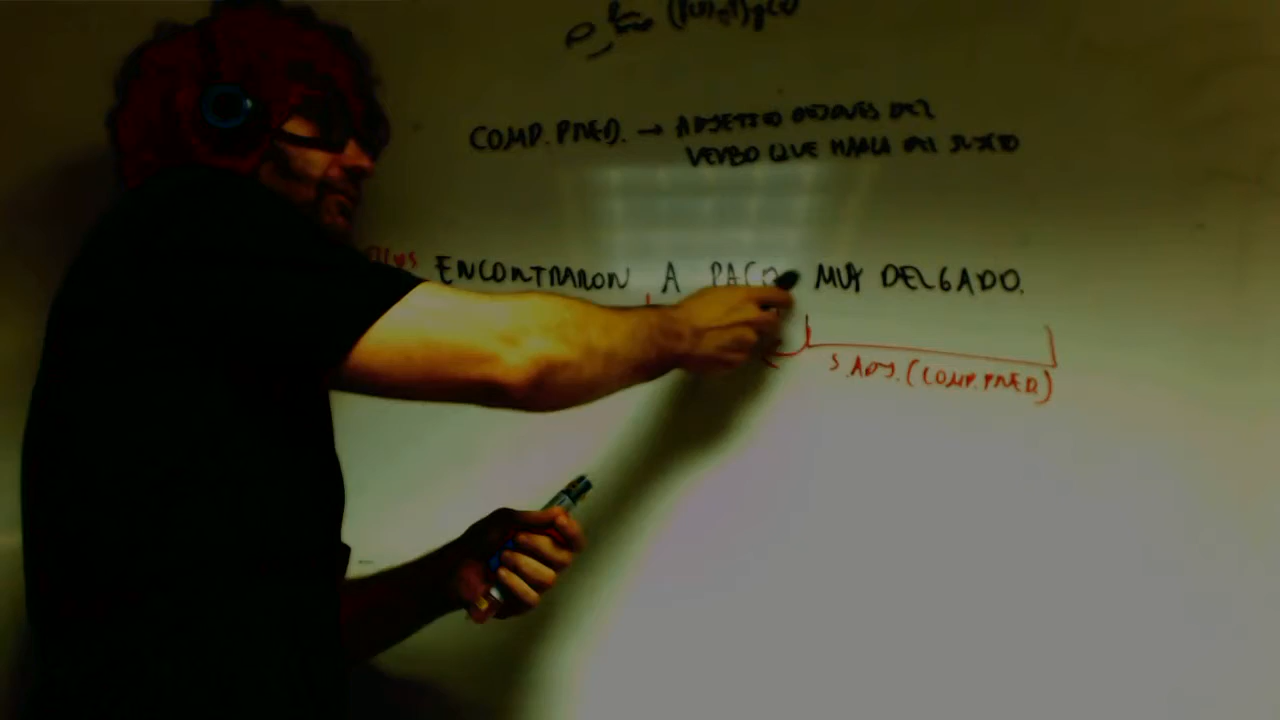 COMP. PRED. → ADJETIVO DESPUÉS DEL
VERBO QUE HABLA DEL SUJETO
ENCONTRARON A PACO MUY DELGADO.
S. ADJ. (COMP. PRED)